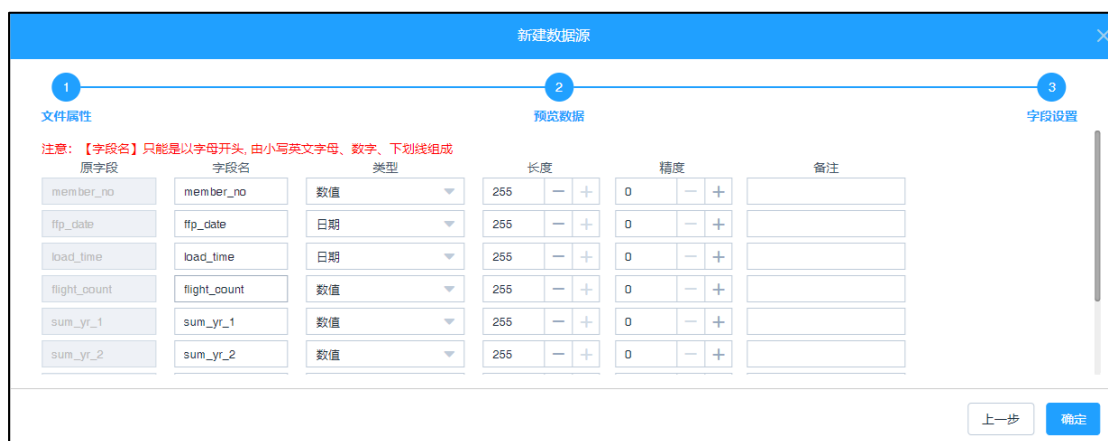 新建数据源
1 2 3
文件属性 预览数据 字段设置
注意：【字段名】只能是以字母开头, 由小写英文字母、数字、下划线组成
原字段 字段名 类型 长度 精度 备注
member_no member_no 数值 255 0
ffp_date ffp_date 日期 255 0
load_time load_time 日期 255 0
flight_count flight_count 数值 255 0
sum_yr_1 sum_yr_1 数值 255 0
sum_yr_2 sum_yr_2 数值 255 0
上一步 确定